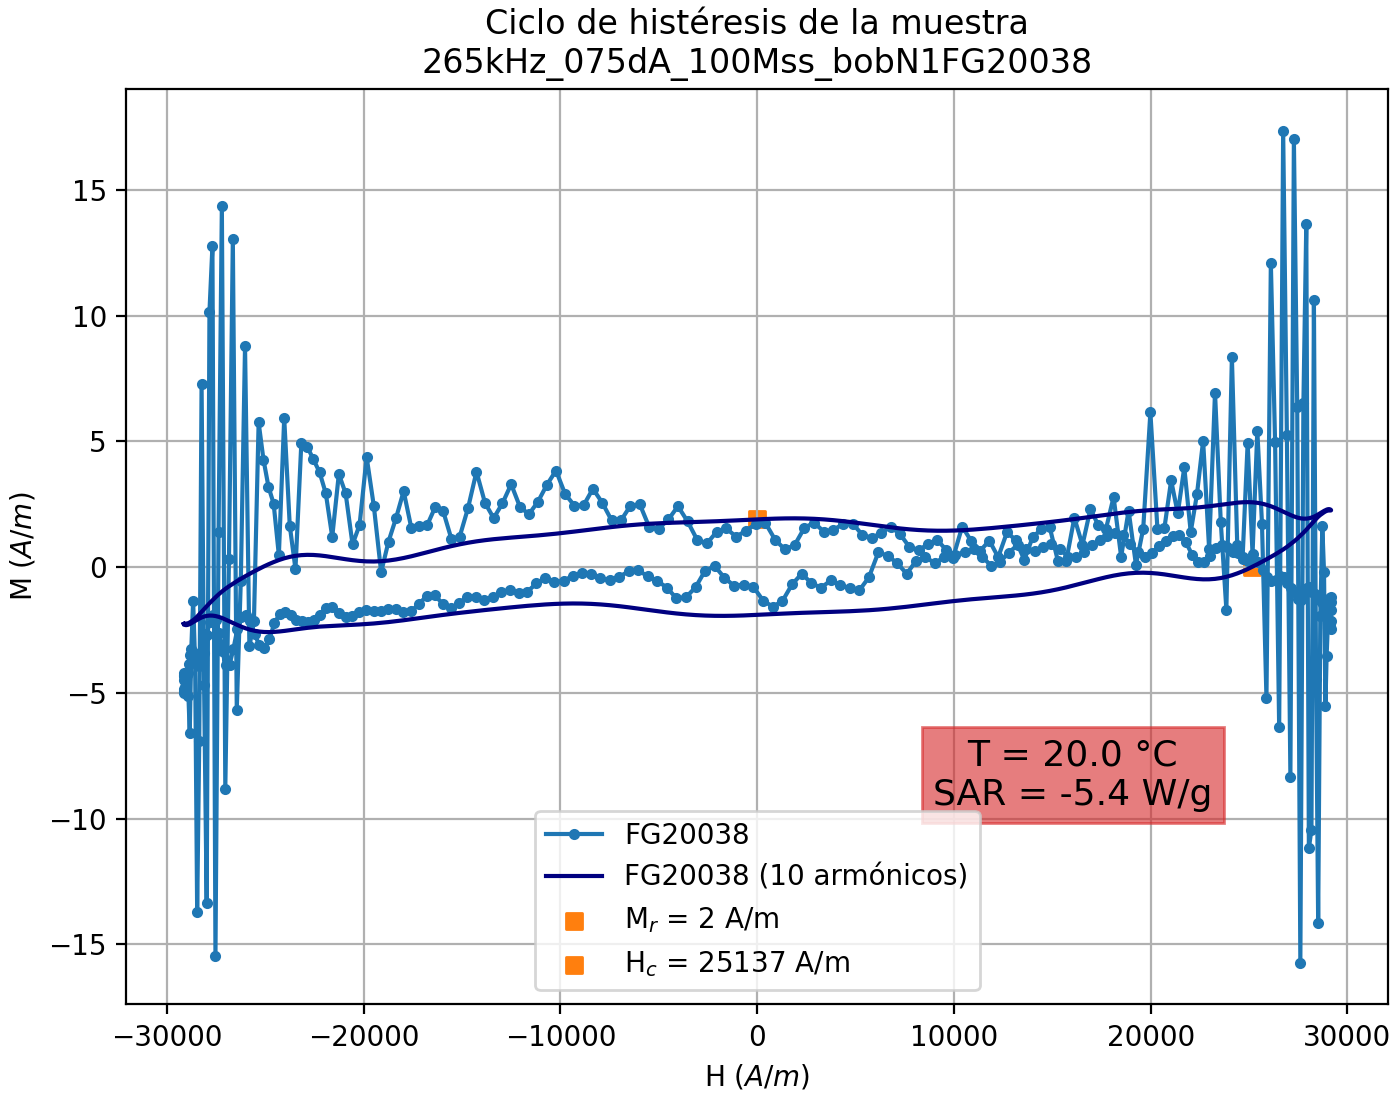 Ciclo de histéresis de la muestra
265kHz_075dA_100Mss_bobN1FG20038
M (A/m)
15
10
5
0
−5
−10
−15
T = 20.0 °C
SAR = -5.4 W/g
FG20038
FG20038 (10 armónicos)
Mᵣ = 2 A/m
H_c = 25137 A/m
−30000 −20000 −10000 0 10000 20000 30000
H (A/m)